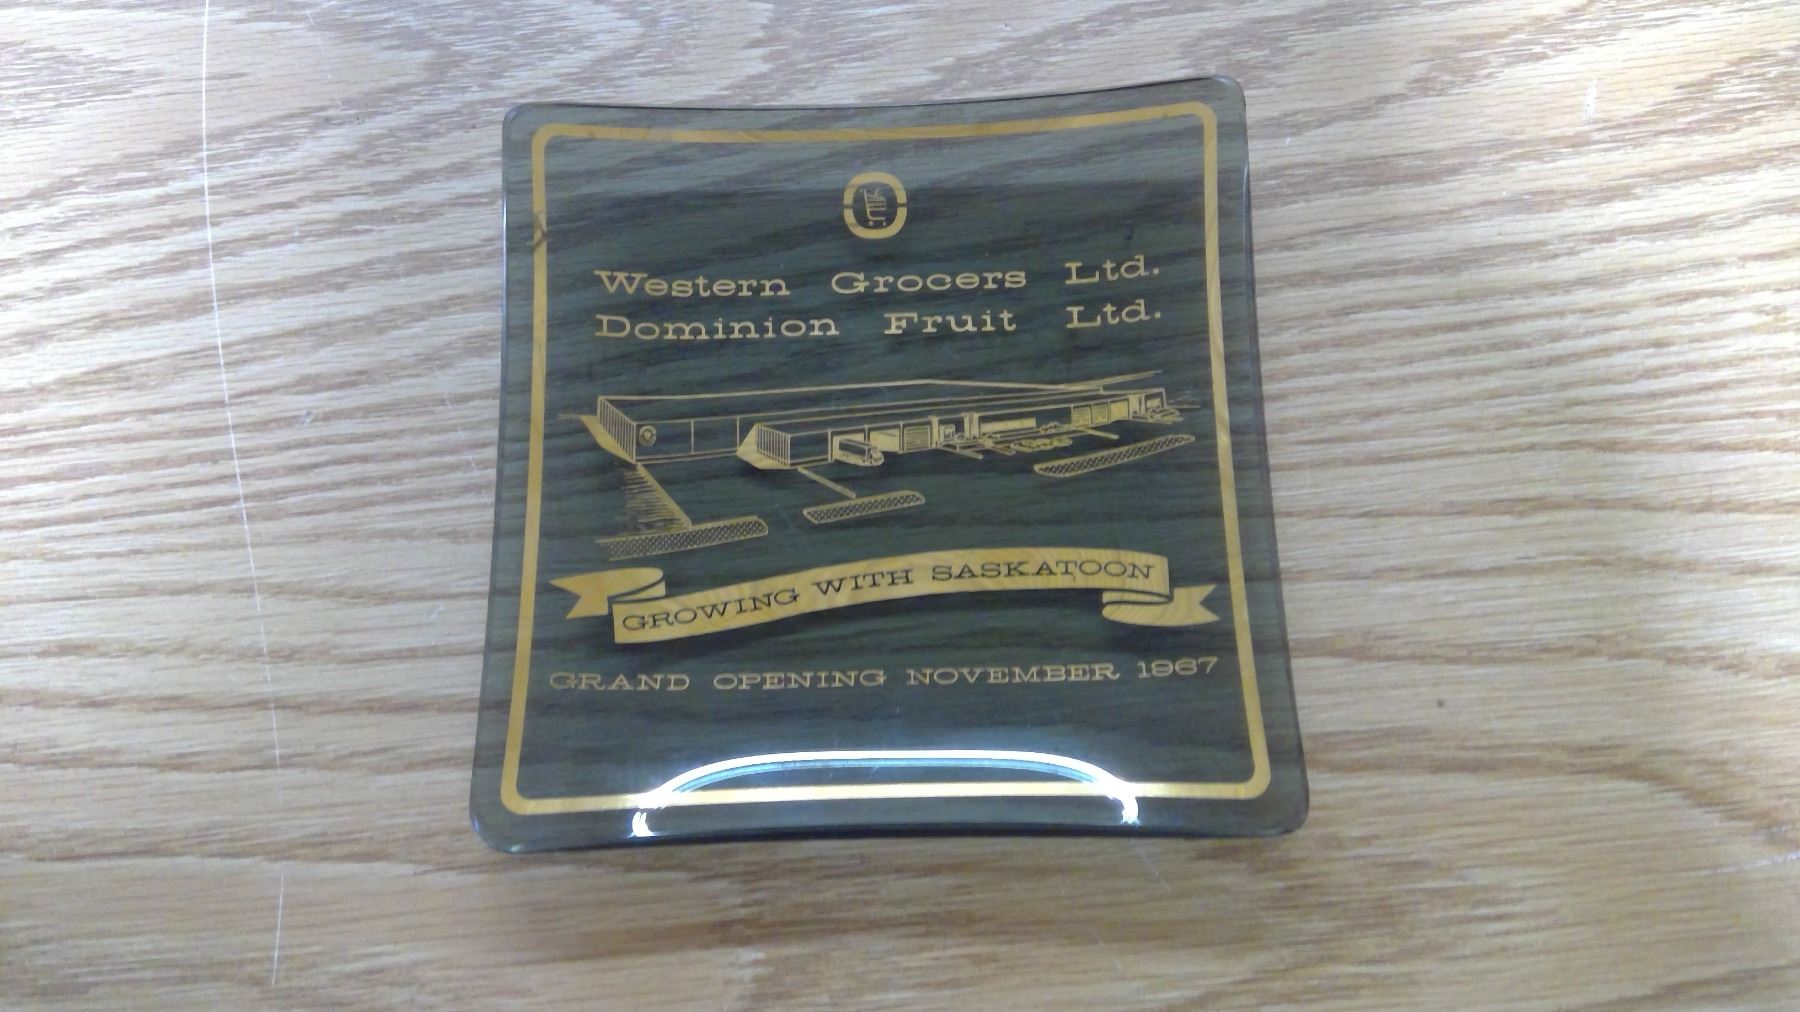 Western Grocers Ltd.
Dominion Fruit Ltd.
GROWING WITH SASKATOON
GRAND OPENING NOVEMBER 1967